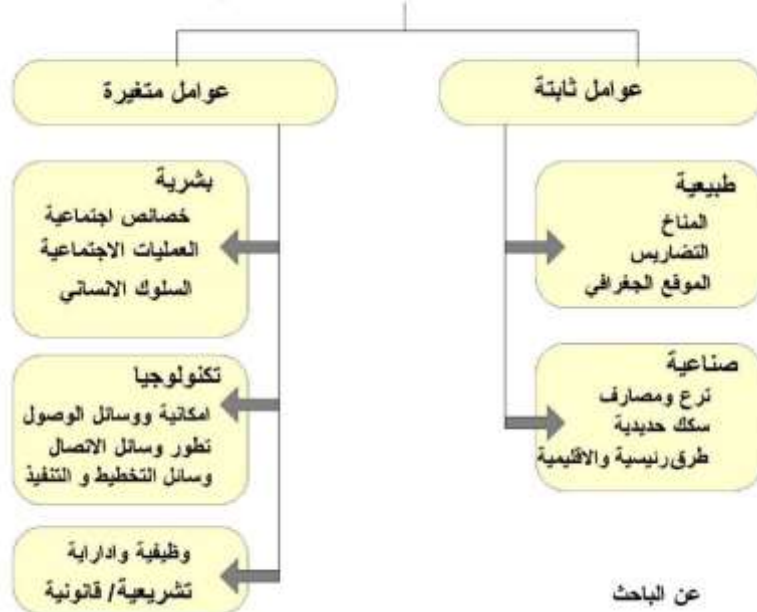 عوامل ثابتة
طبيعية
المناخ
التضاريس
الموقع الجغرافي
صناعية
ترع ومصارف
سكك حديدية
طرق رئيسية والاقليمية
عوامل متغيرة
بشرية
خصائص اجتماعية
العمليات الاجتماعية
السلوك الانساني
تكنولوجيا
امكانية ووسائل الوصول
تطور وسائل الاتصال
وسائل التخطيط و التنفيذ
وظيفية وادارية
تشريعية/ قانونية
عن الباحث